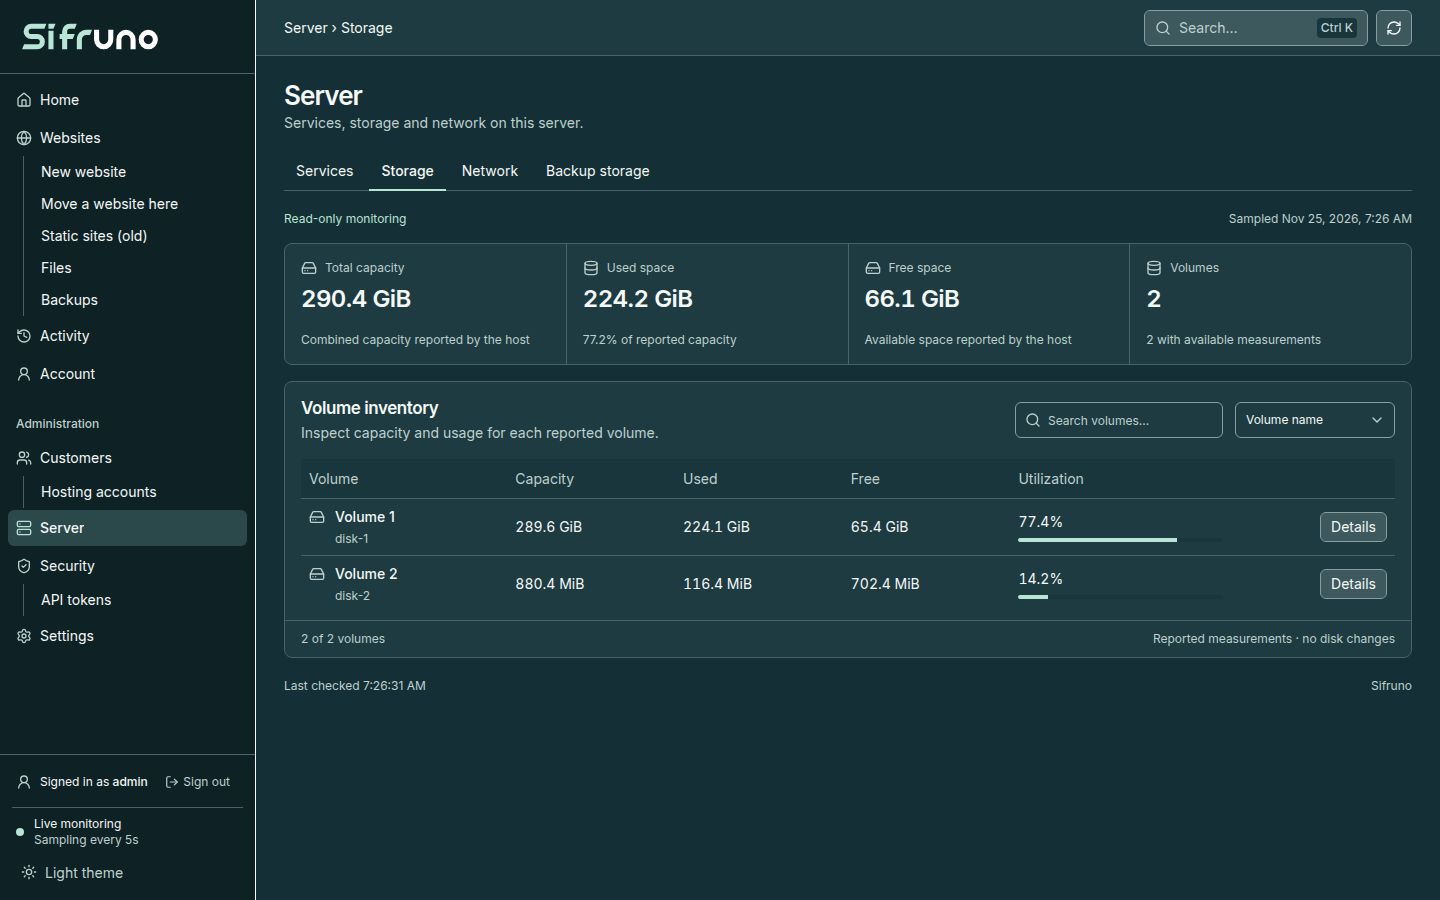 Sifruno
Server › Storage
Search...
Ctrl K
Home
Websites
New website
Move a website here
Static sites (old)
Files
Backups
Activity
Account
Administration
Customers
Hosting accounts
Server
Security
API tokens
Settings
Signed in as admin
Sign out
Live monitoring
Sampling every 5s
Light theme
Server
Services, storage and network on this server.
Services Storage Network Backup storage
Read-only monitoring
Sampled Nov 25, 2026, 7:26 AM
Total capacity
290.4 GiB
Combined capacity reported by the host
Used space
224.2 GiB
77.2% of reported capacity
Free space
66.1 GiB
Available space reported by the host
Volumes
2
2 with available measurements
Volume inventory
Inspect capacity and usage for each reported volume.
Search volumes...
Volume name
Volume Capacity Used Free Utilization
Volume 1 289.6 GiB 224.1 GiB 65.4 GiB 77.4% Details
disk-1
Volume 2 880.4 MiB 116.4 MiB 702.4 MiB 14.2% Details
disk-2
2 of 2 volumes
Reported measurements · no disk changes
Last checked 7:26:31 AM
Sifruno